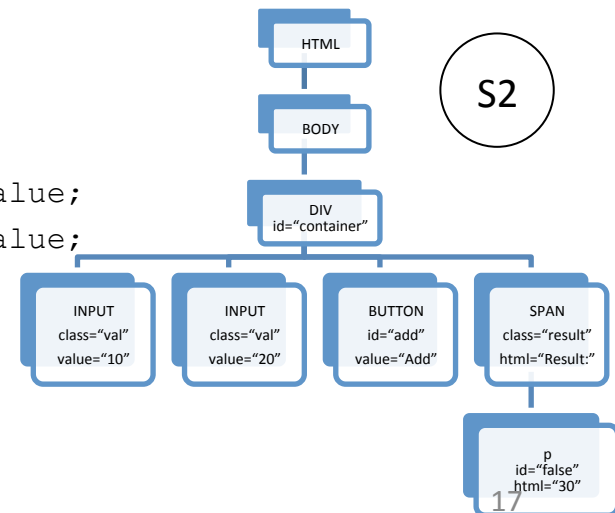 HTML
S2
BODY
alue;
DIV
id=“container”
alue;
INPUT
class=“val”
value=“10”
INPUT
class=“val”
value=“20”
BUTTON
id=“add”
value=“Add”
SPAN
class=“result”
html=“Result:”
p
id=“false”
html=“30”
17